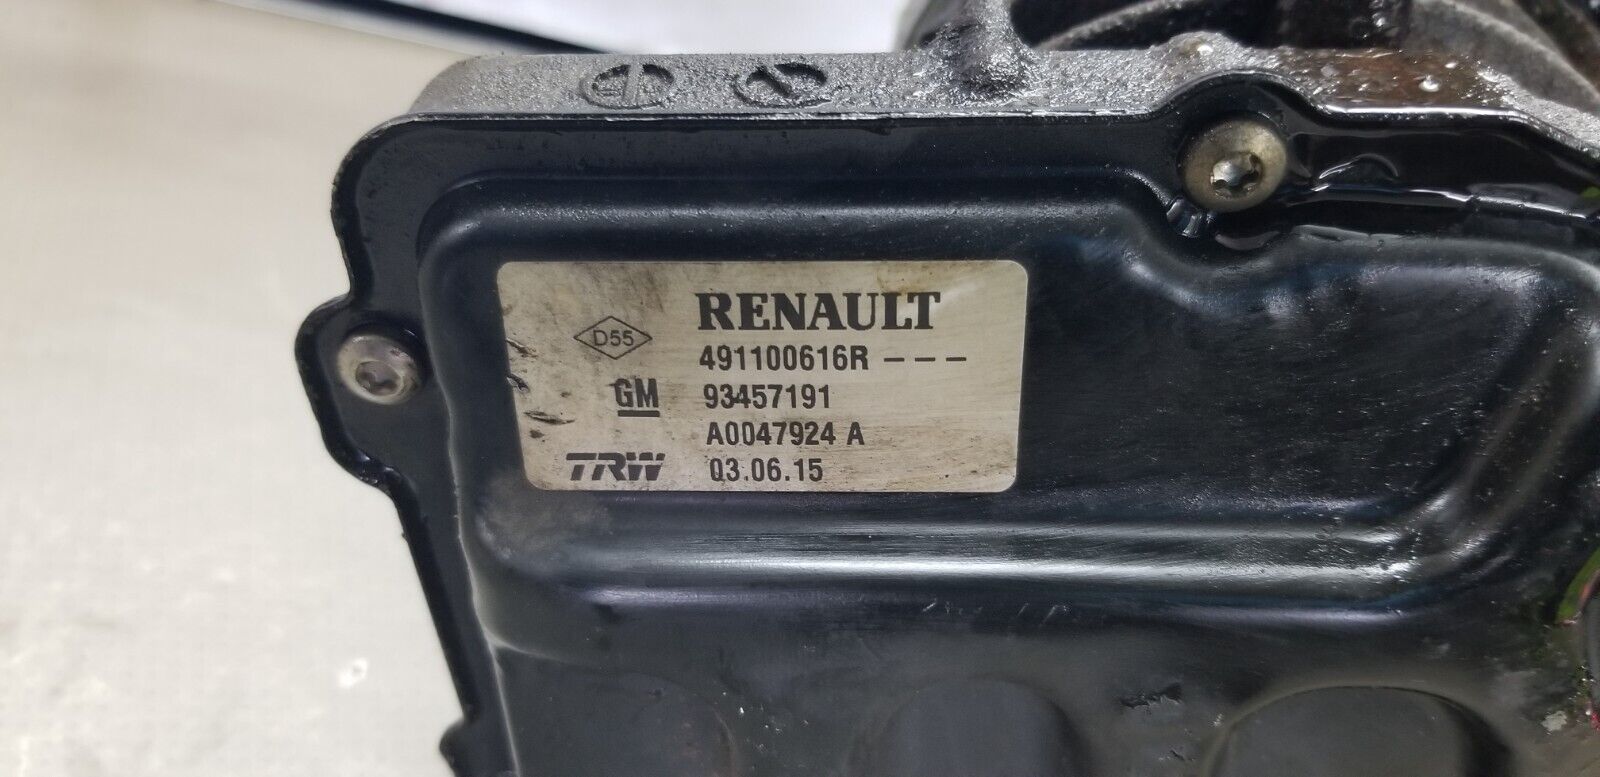 RENAULT
D55
491100616R ---
GM 93457191
A0047924 A
TRW 03.06.15